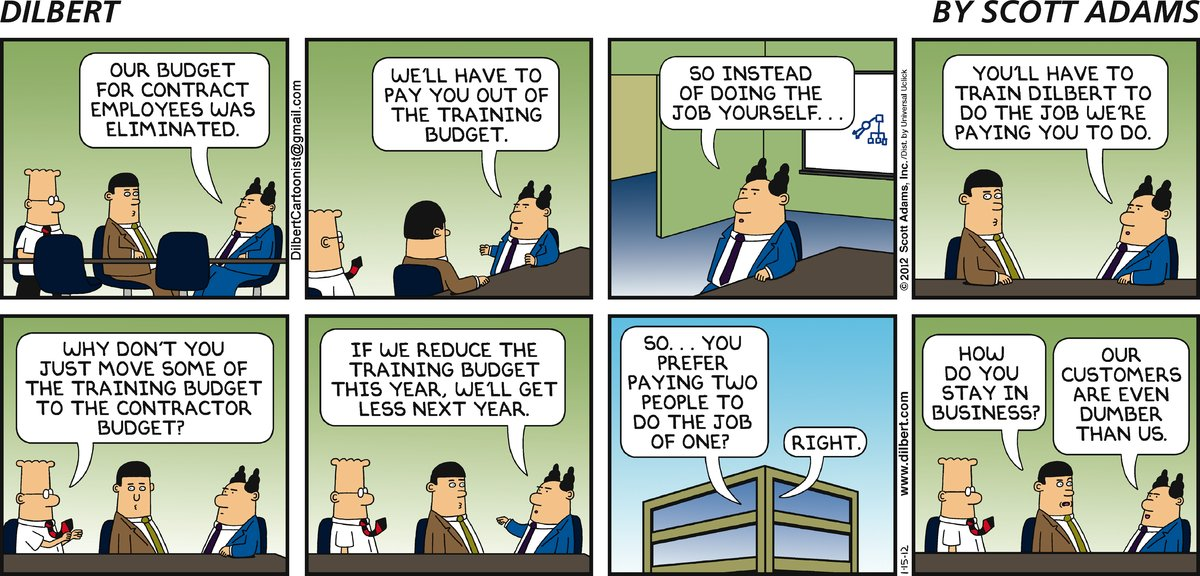 DILBERT
BY SCOTT ADAMS
OUR BUDGET
FOR CONTRACT
EMPLOYEES WAS
ELIMINATED.
DilbertCartoonist@gmail.com
WE'LL HAVE TO
PAY YOU OUT OF
THE TRAINING
BUDGET.
SO INSTEAD
OF DOING THE
JOB YOURSELF...
© 2012 Scott Adams, Inc. /Dist. by Universal Uclick
YOU'LL HAVE TO
TRAIN DILBERT TO
DO THE JOB WE'RE
PAYING YOU TO DO.
WHY DON'T YOU
JUST MOVE SOME OF
THE TRAINING BUDGET
TO THE CONTRACTOR
BUDGET?
IF WE REDUCE THE
TRAINING BUDGET
THIS YEAR, WE'LL GET
LESS NEXT YEAR.
SO... YOU
PREFER
PAYING TWO
PEOPLE TO
DO THE JOB
OF ONE?
RIGHT.
1-15-12
www.dilbert.com
HOW
DO YOU
STAY IN
BUSINESS?
OUR
CUSTOMERS
ARE EVEN
DUMBER
THAN US.